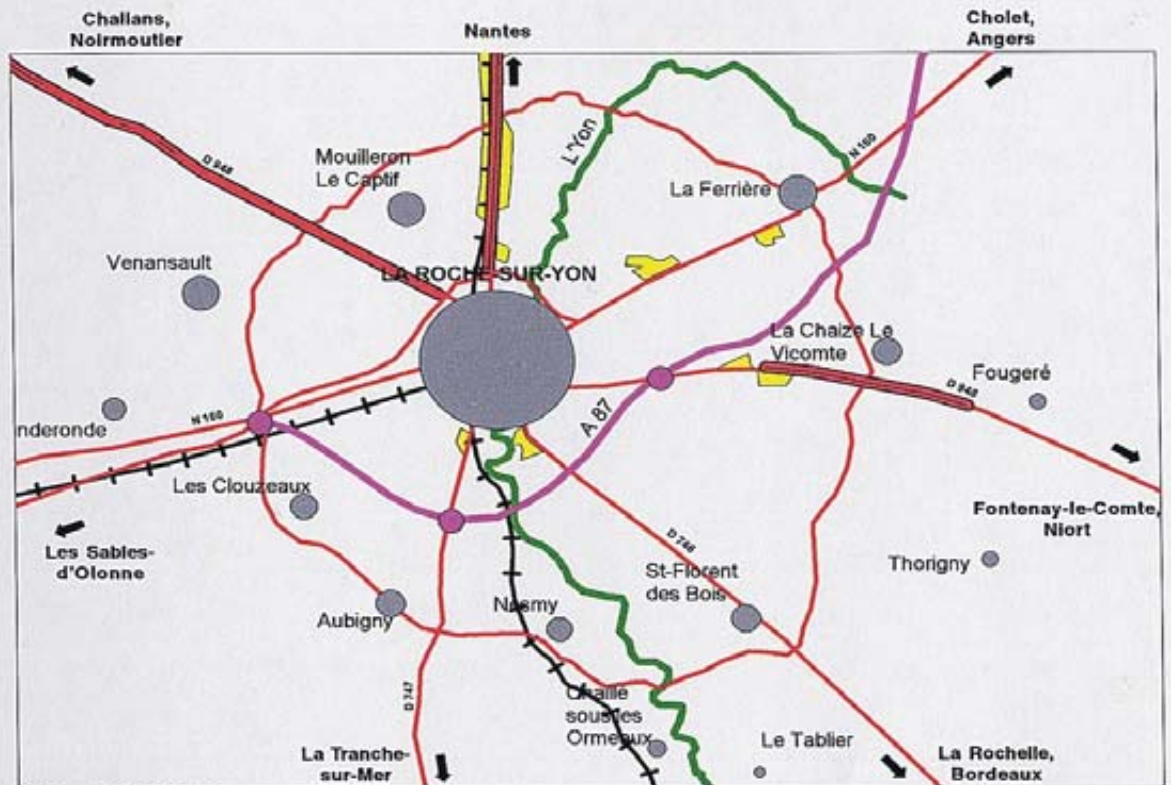 Challans,
Noirmoutier
Nantes
Cholet,
Angers
D 948
Mouilleron
Le Captif
L'Yon
N 160
La Ferrière
Venansault
LA ROCHE-SUR-YON
La Chaize Le
Vicomte
Fougeré
D 948
nderonde
N 160
A 87
Les Clouzeaux
Fontenay-le-Comte,
Niort
Les Sables-
d'Olonne
D 746
St-Florent
des Bois
Thorigny
Aubigny
Nesmy
D 747
Chaillé
sous les
Ormeaux
Le Tablier
La Tranche-
sur-Mer
La Rochelle,
Bordeaux